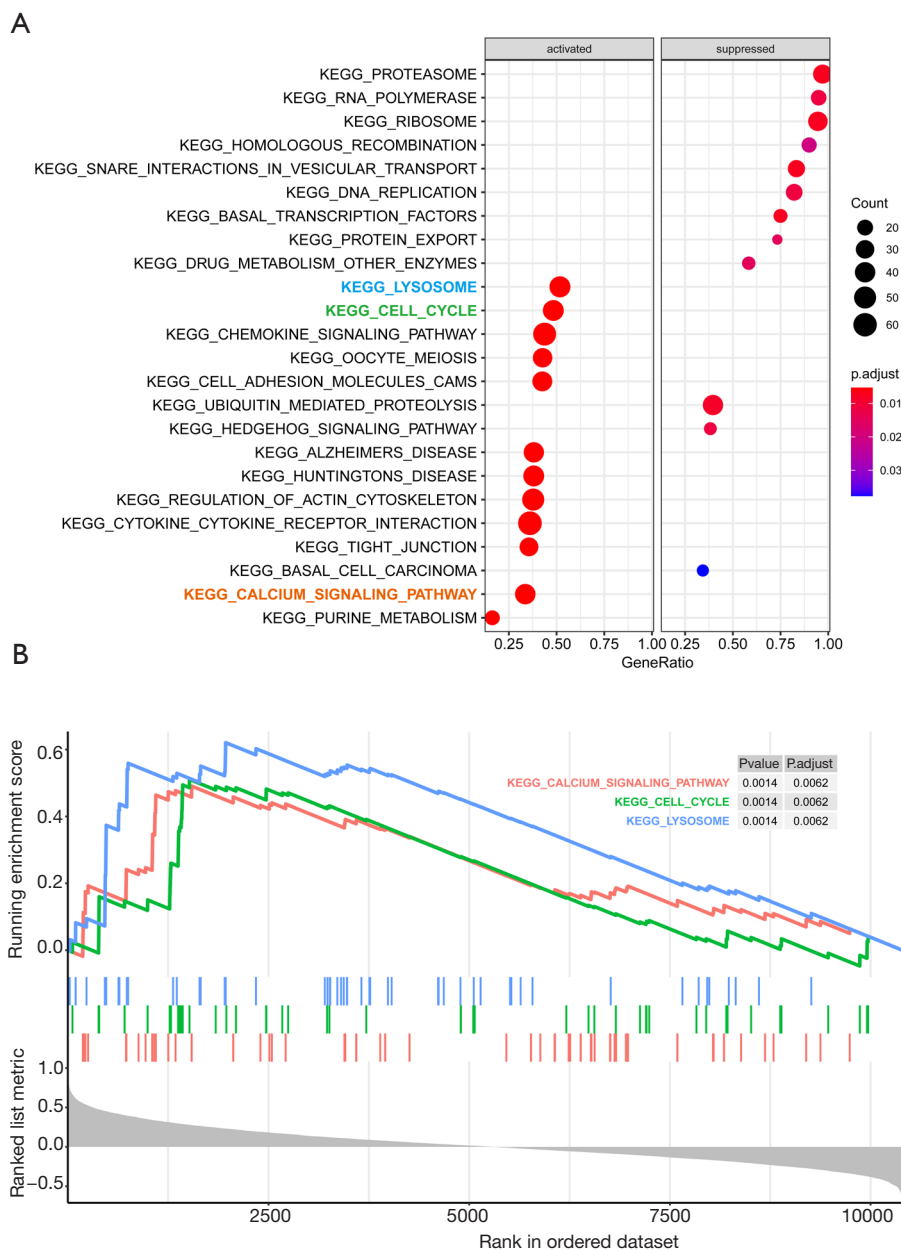 A
activated suppressed
KEGG_PROTEASOME
KEGG_RNA_POLYMERASE
KEGG_RIBOSOME
KEGG_HOMOLOGOUS_RECOMBINATION
KEGG_SNARE_INTERACTIONS_IN_VESICULAR_TRANSPORT
KEGG_DNA_REPLICATION
KEGG_BASAL_TRANSCRIPTION_FACTORS
KEGG_PROTEIN_EXPORT
KEGG_DRUG_METABOLISM_OTHER_ENZYMES
KEGG_LYSOSOME
KEGG_CELL_CYCLE
KEGG_CHEMOKINE_SIGNALING_PATHWAY
KEGG_OOCYTE_MEIOSIS
KEGG_CELL_ADHESION_MOLECULES_CAMS
KEGG_UBIQUITIN_MEDIATED_PROTEOLYSIS
KEGG_HEDGEHOG_SIGNALING_PATHWAY
KEGG_ALZHEIMERS_DISEASE
KEGG_HUNTINGTONS_DISEASE
KEGG_REGULATION_OF_ACTIN_CYTOSKELETON
KEGG_CYTOKINE_CYTOKINE_RECEPTOR_INTERACTION
KEGG_TIGHT_JUNCTION
KEGG_BASAL_CELL_CARCINOMA
KEGG_CALCIUM_SIGNALING_PATHWAY
KEGG_PURINE_METABOLISM
0.25 0.50 0.75 1.00 0.25 0.50 0.75 1.00
GeneRatio
Count
20
30
40
50
60
p.adjust
0.01
0.02
0.03
B
Running enrichment score
0.6
0.4
0.2
0.0
Pvalue P.adjust
KEGG_CALCIUM_SIGNALING_PATHWAY 0.0014 0.0062
KEGG_CELL_CYCLE 0.0014 0.0062
KEGG_LYSOSOME 0.0014 0.0062
Ranked list metric
1.0
0.5
0.0
−0.5
2500 5000 7500 10000
Rank in ordered dataset